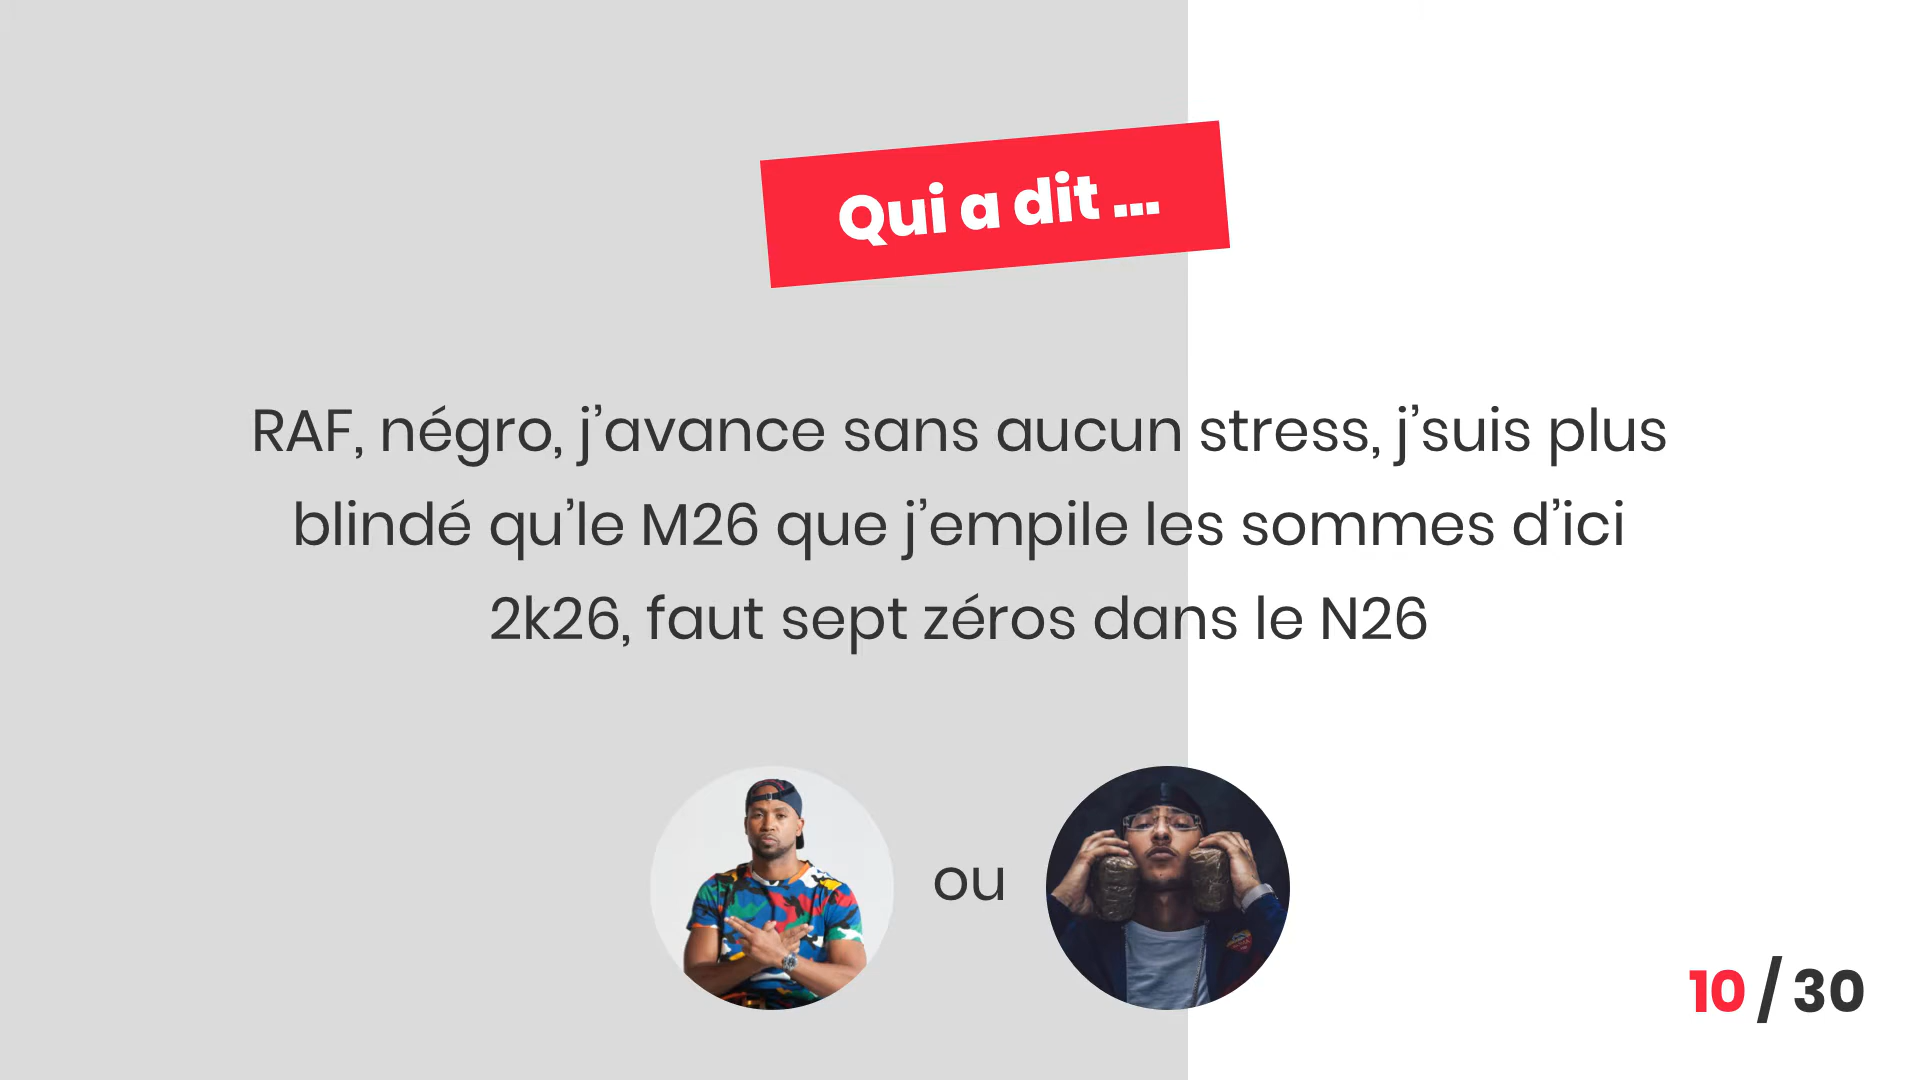 Qui a dit ...
RAF, négro, j’avance sans aucun stress, j’suis plus
blindé qu’le M26 que j’empile les sommes d’ici
2k26, faut sept zéros dans le N26
ou
10 / 30